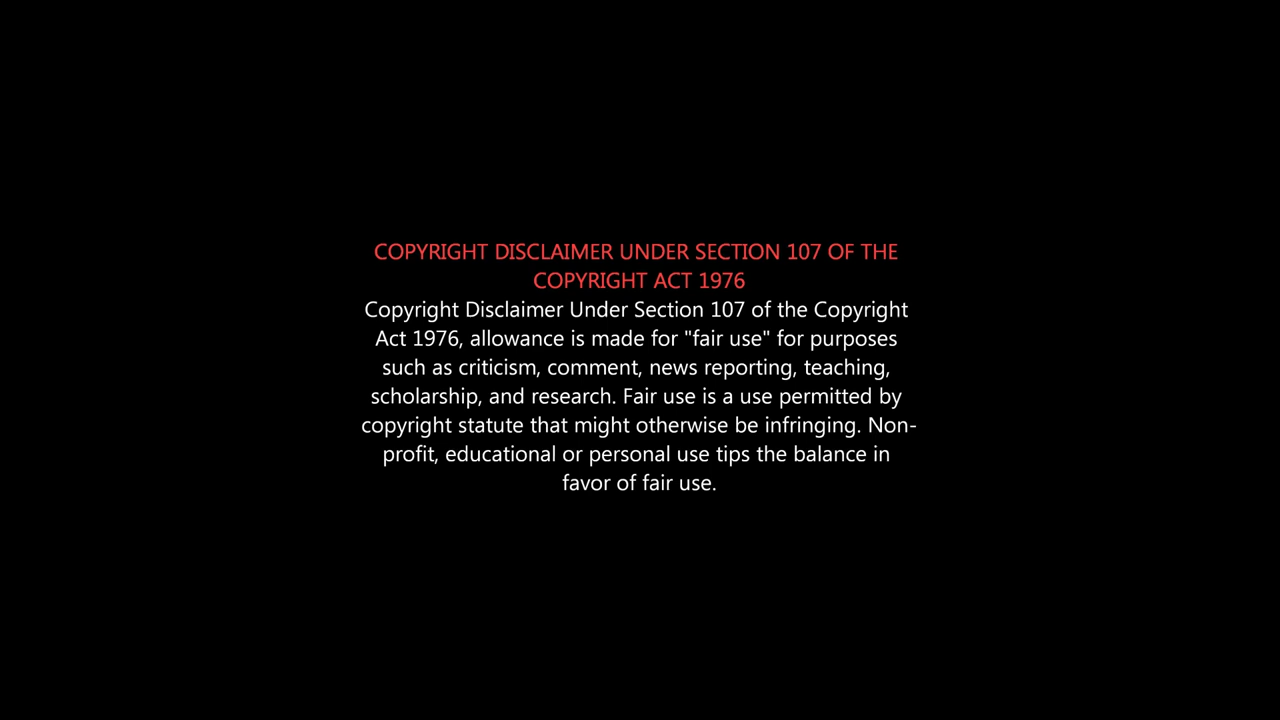 COPYRIGHT DISCLAIMER UNDER SECTION 107 OF THE
COPYRIGHT ACT 1976
Copyright Disclaimer Under Section 107 of the Copyright
Act 1976, allowance is made for "fair use" for purposes
such as criticism, comment, news reporting, teaching,
scholarship, and research. Fair use is a use permitted by
copyright statute that might otherwise be infringing. Non-
profit, educational or personal use tips the balance in
favor of fair use.